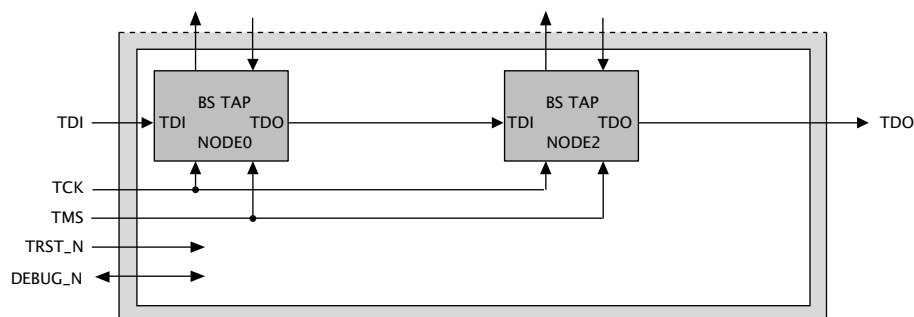 BS TAP
BS TAP
TDI
TDI
TDO
TDI
TDO
TDO
NODE0
NODE2
TCK
TMS
TRST_N
DEBUG_N